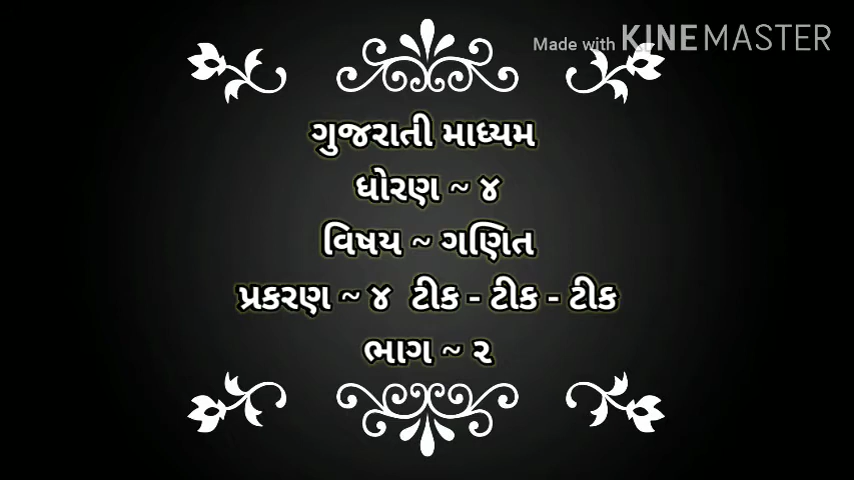 Made with KINEMASTER
ગુજરાતી માધ્યમ
ધોરણ ~ ૪
વિષય ~ ગણિત
પ્રકરણ ~ ૪ ટીક - ટીક - ટીક
ભાગ ~ ૨